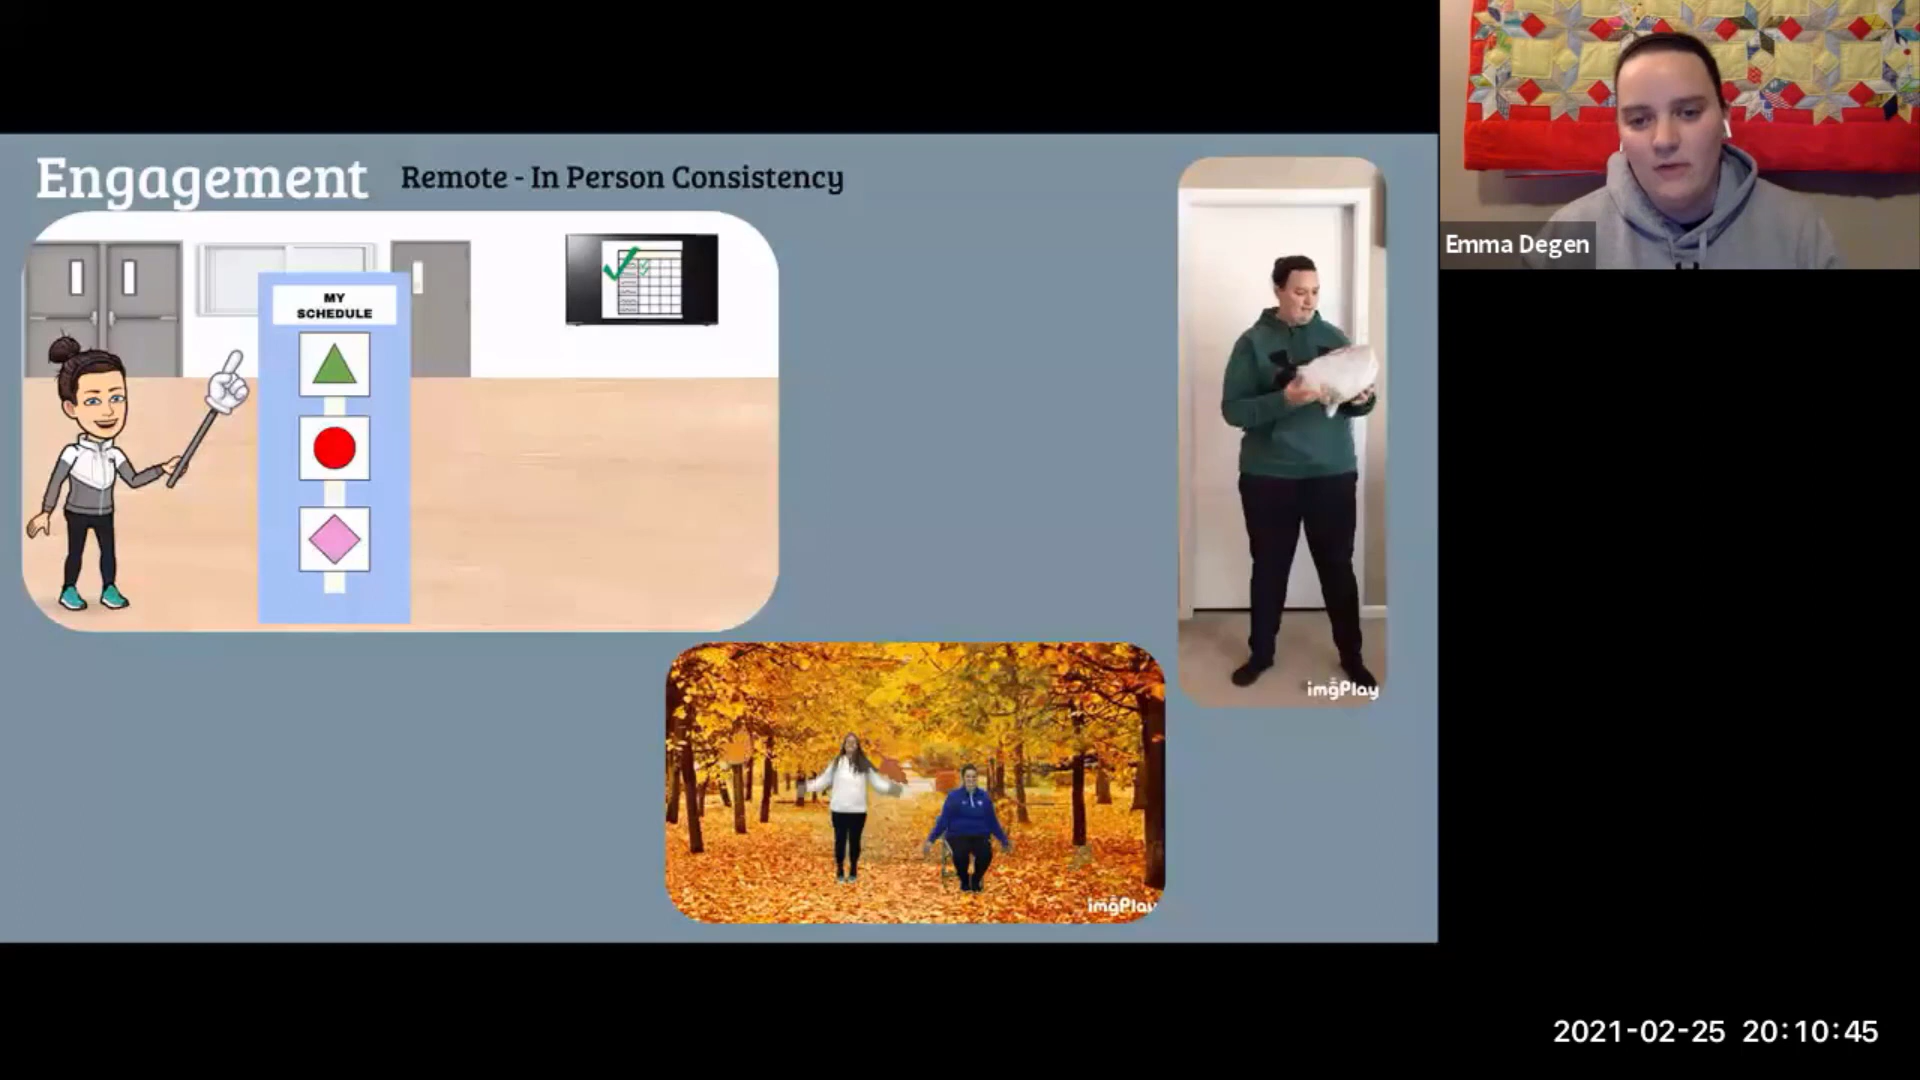 Engagement
Remote - In Person Consistency
MY
SCHEDULE
imgPlay
imgPlay
Emma Degen
2021-02-25 20:10:45